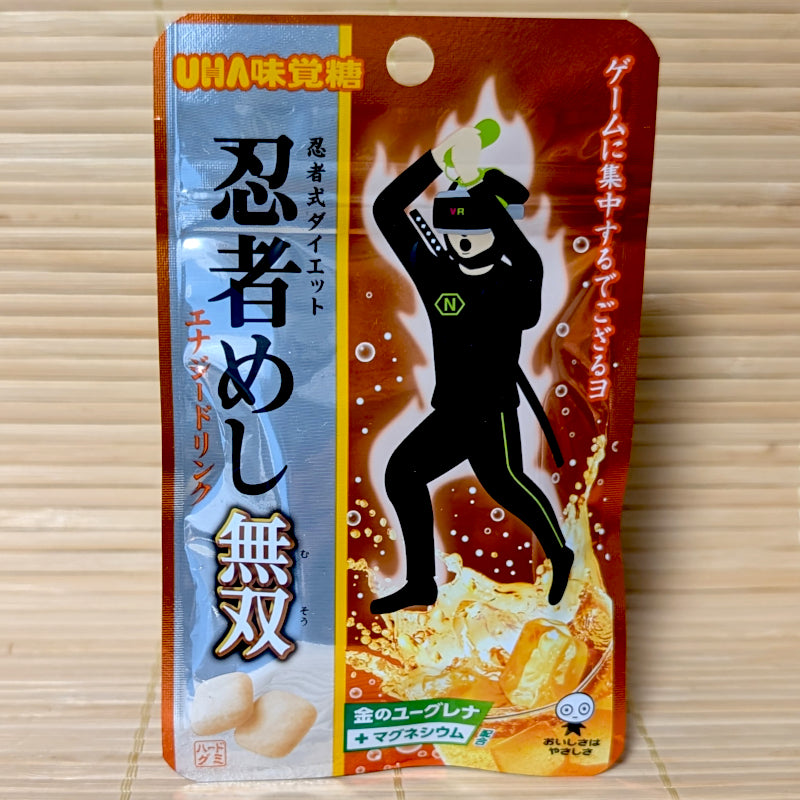 UHA味覚糖
ゲームに集中するでござるヨ
忍者式ダイエット
忍者めし
エナジードリンク
無双
むそう
VR
N
金のユーグレナ
+マグネシウム
配合
おいしさは
やさしさ
ハードグミ